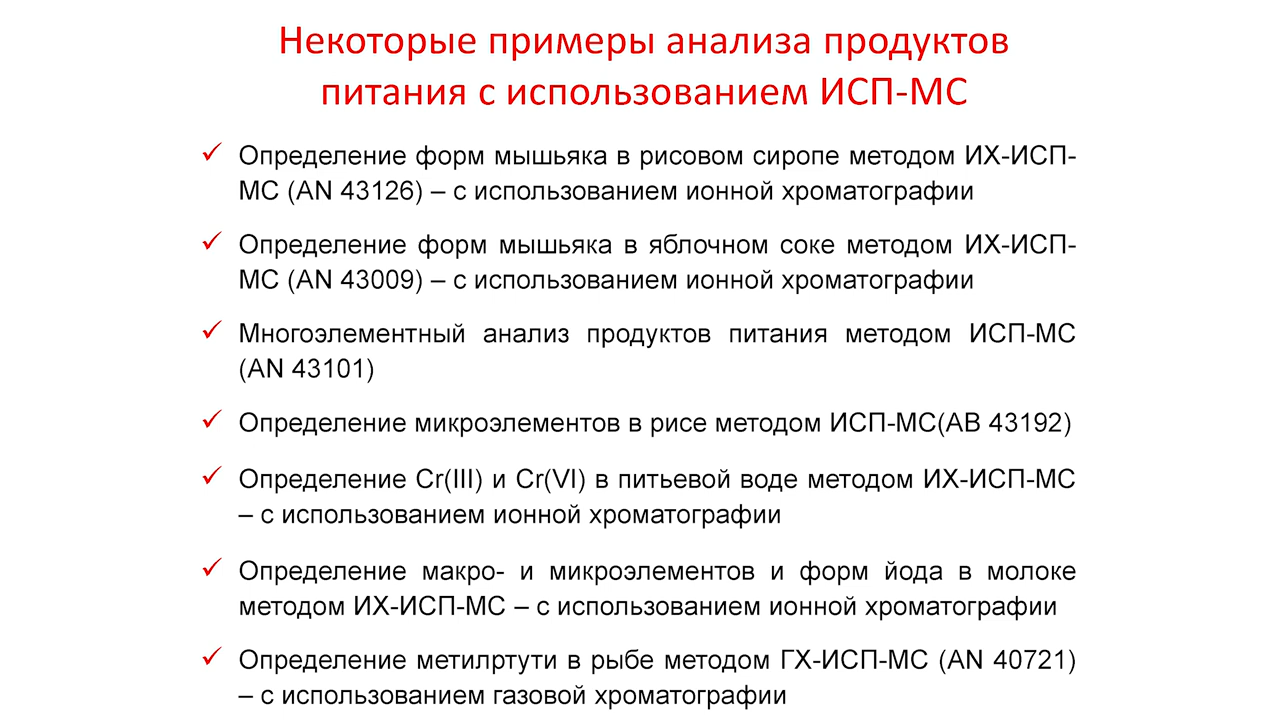 Некоторые примеры анализа продуктов
питания с использованием ИСП-МС
Определение форм мышьяка в рисовом сиропе методом ИХ-ИСП-
МС (AN 43126) – с использованием ионной хроматографии
Определение форм мышьяка в яблочном соке методом ИХ-ИСП-
МС (AN 43009) – с использованием ионной хроматографии
Многоэлементный анализ продуктов питания методом ИСП-МС
(AN 43101)
Определение микроэлементов в рисе методом ИСП-МС(AB 43192)
Определение Cr(III) и Cr(VI) в питьевой воде методом ИХ-ИСП-МС
– с использованием ионной хроматографии
Определение макро- и микроэлементов и форм йода в молоке
методом ИХ-ИСП-МС – с использованием ионной хроматографии
Определение метилртути в рыбе методом ГХ-ИСП-МС (AN 40721)
– с использованием газовой хроматографии